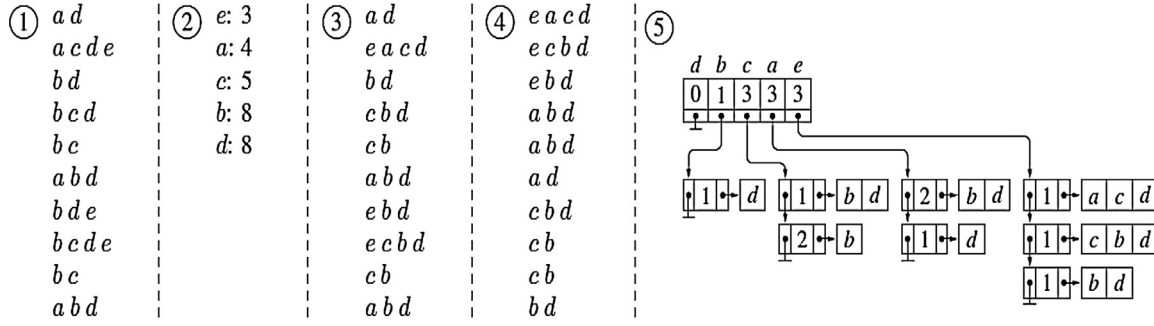 1 a d
a c d e
b d
b c d
b c
a b d
b d e
b c d e
b c
a b d
2 e: 3
a: 4
c: 5
b: 8
d: 8
3 a d
e a c d
b d
c b d
c b
a b d
e b d
e c b d
c b
a b d
4 e a c d
e c b d
e b d
a b d
a b d
a d
c b d
c b
c b
b d
5
d b c a e
0 1 3 3 3
1 d 1 b d 2 b d 1 a c d
2 b 1 d 1 c b d
1 b d